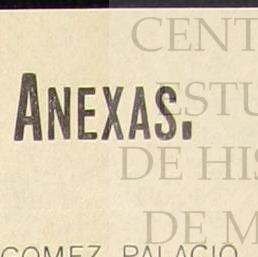 CENT
ANEXAS.
ESTU
DE HIS
DE M
GOMEZ PALACIO